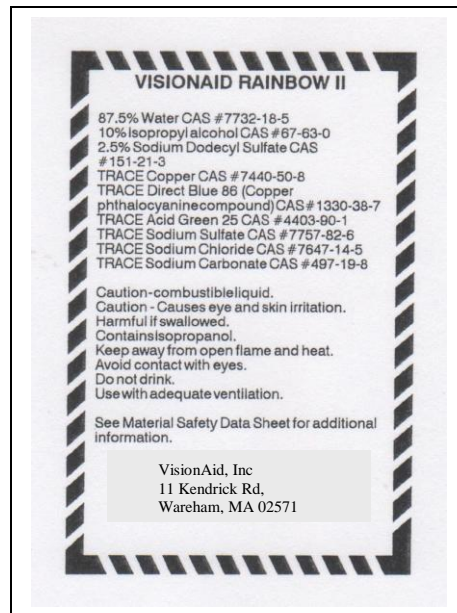 VISIONAID RAINBOW II
87.5% Water CAS #7732-18-5
10% isopropyl alcohol CAS #67-63-0
2.5% Sodium Dodecyl Sulfate CAS
#151-21-3
TRACE Copper CAS #7440-50-8
TRACE Direct Blue 86 (Copper
phthalocyanine compound) CAS #1330-38-7
TRACE Acid Green 25 CAS #4403-90-1
TRACE Sodium Sulfate CAS #7757-82-6
TRACE Sodium Chloride CAS #7647-14-5
TRACE Sodium Carbonate CAS #497-19-8
Caution-combustible liquid.
Caution - Causes eye and skin irritation.
Harmful if swallowed.
Contains Isopropanol.
Keep away from open flame and heat.
Avoid contact with eyes.
Do not drink.
Use with adequate ventilation.
See Material Safety Data Sheet for additional
information.
VisionAid, Inc
11 Kendrick Rd,
Wareham, MA 02571